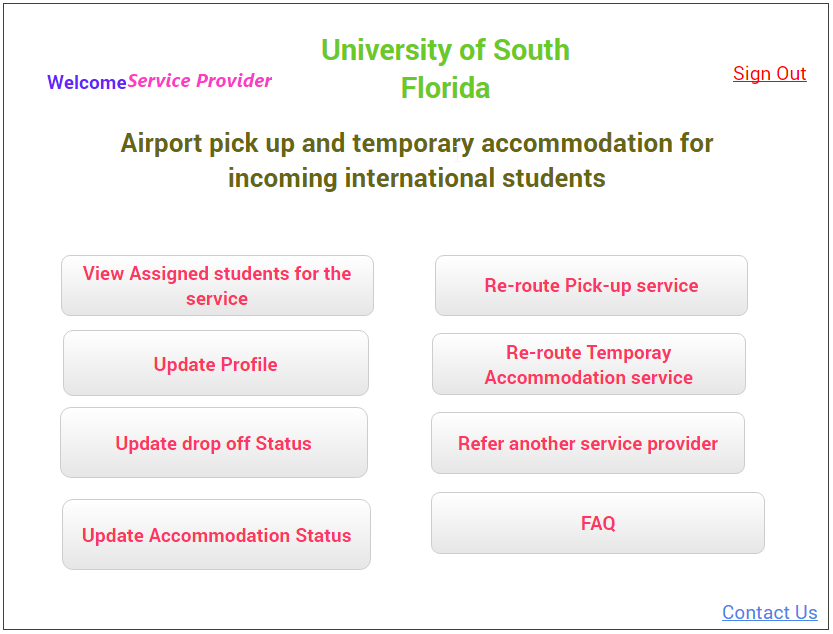 University of South
Florida
WelcomeService Provider
Sign Out
Airport pick up and temporary accommodation for
incoming international students
View Assigned students for the
service
Re-route Pick-up service
Update Profile
Re-route Temporay
Accommodation service
Update drop off Status
Refer another service provider
Update Accommodation Status
FAQ
Contact Us